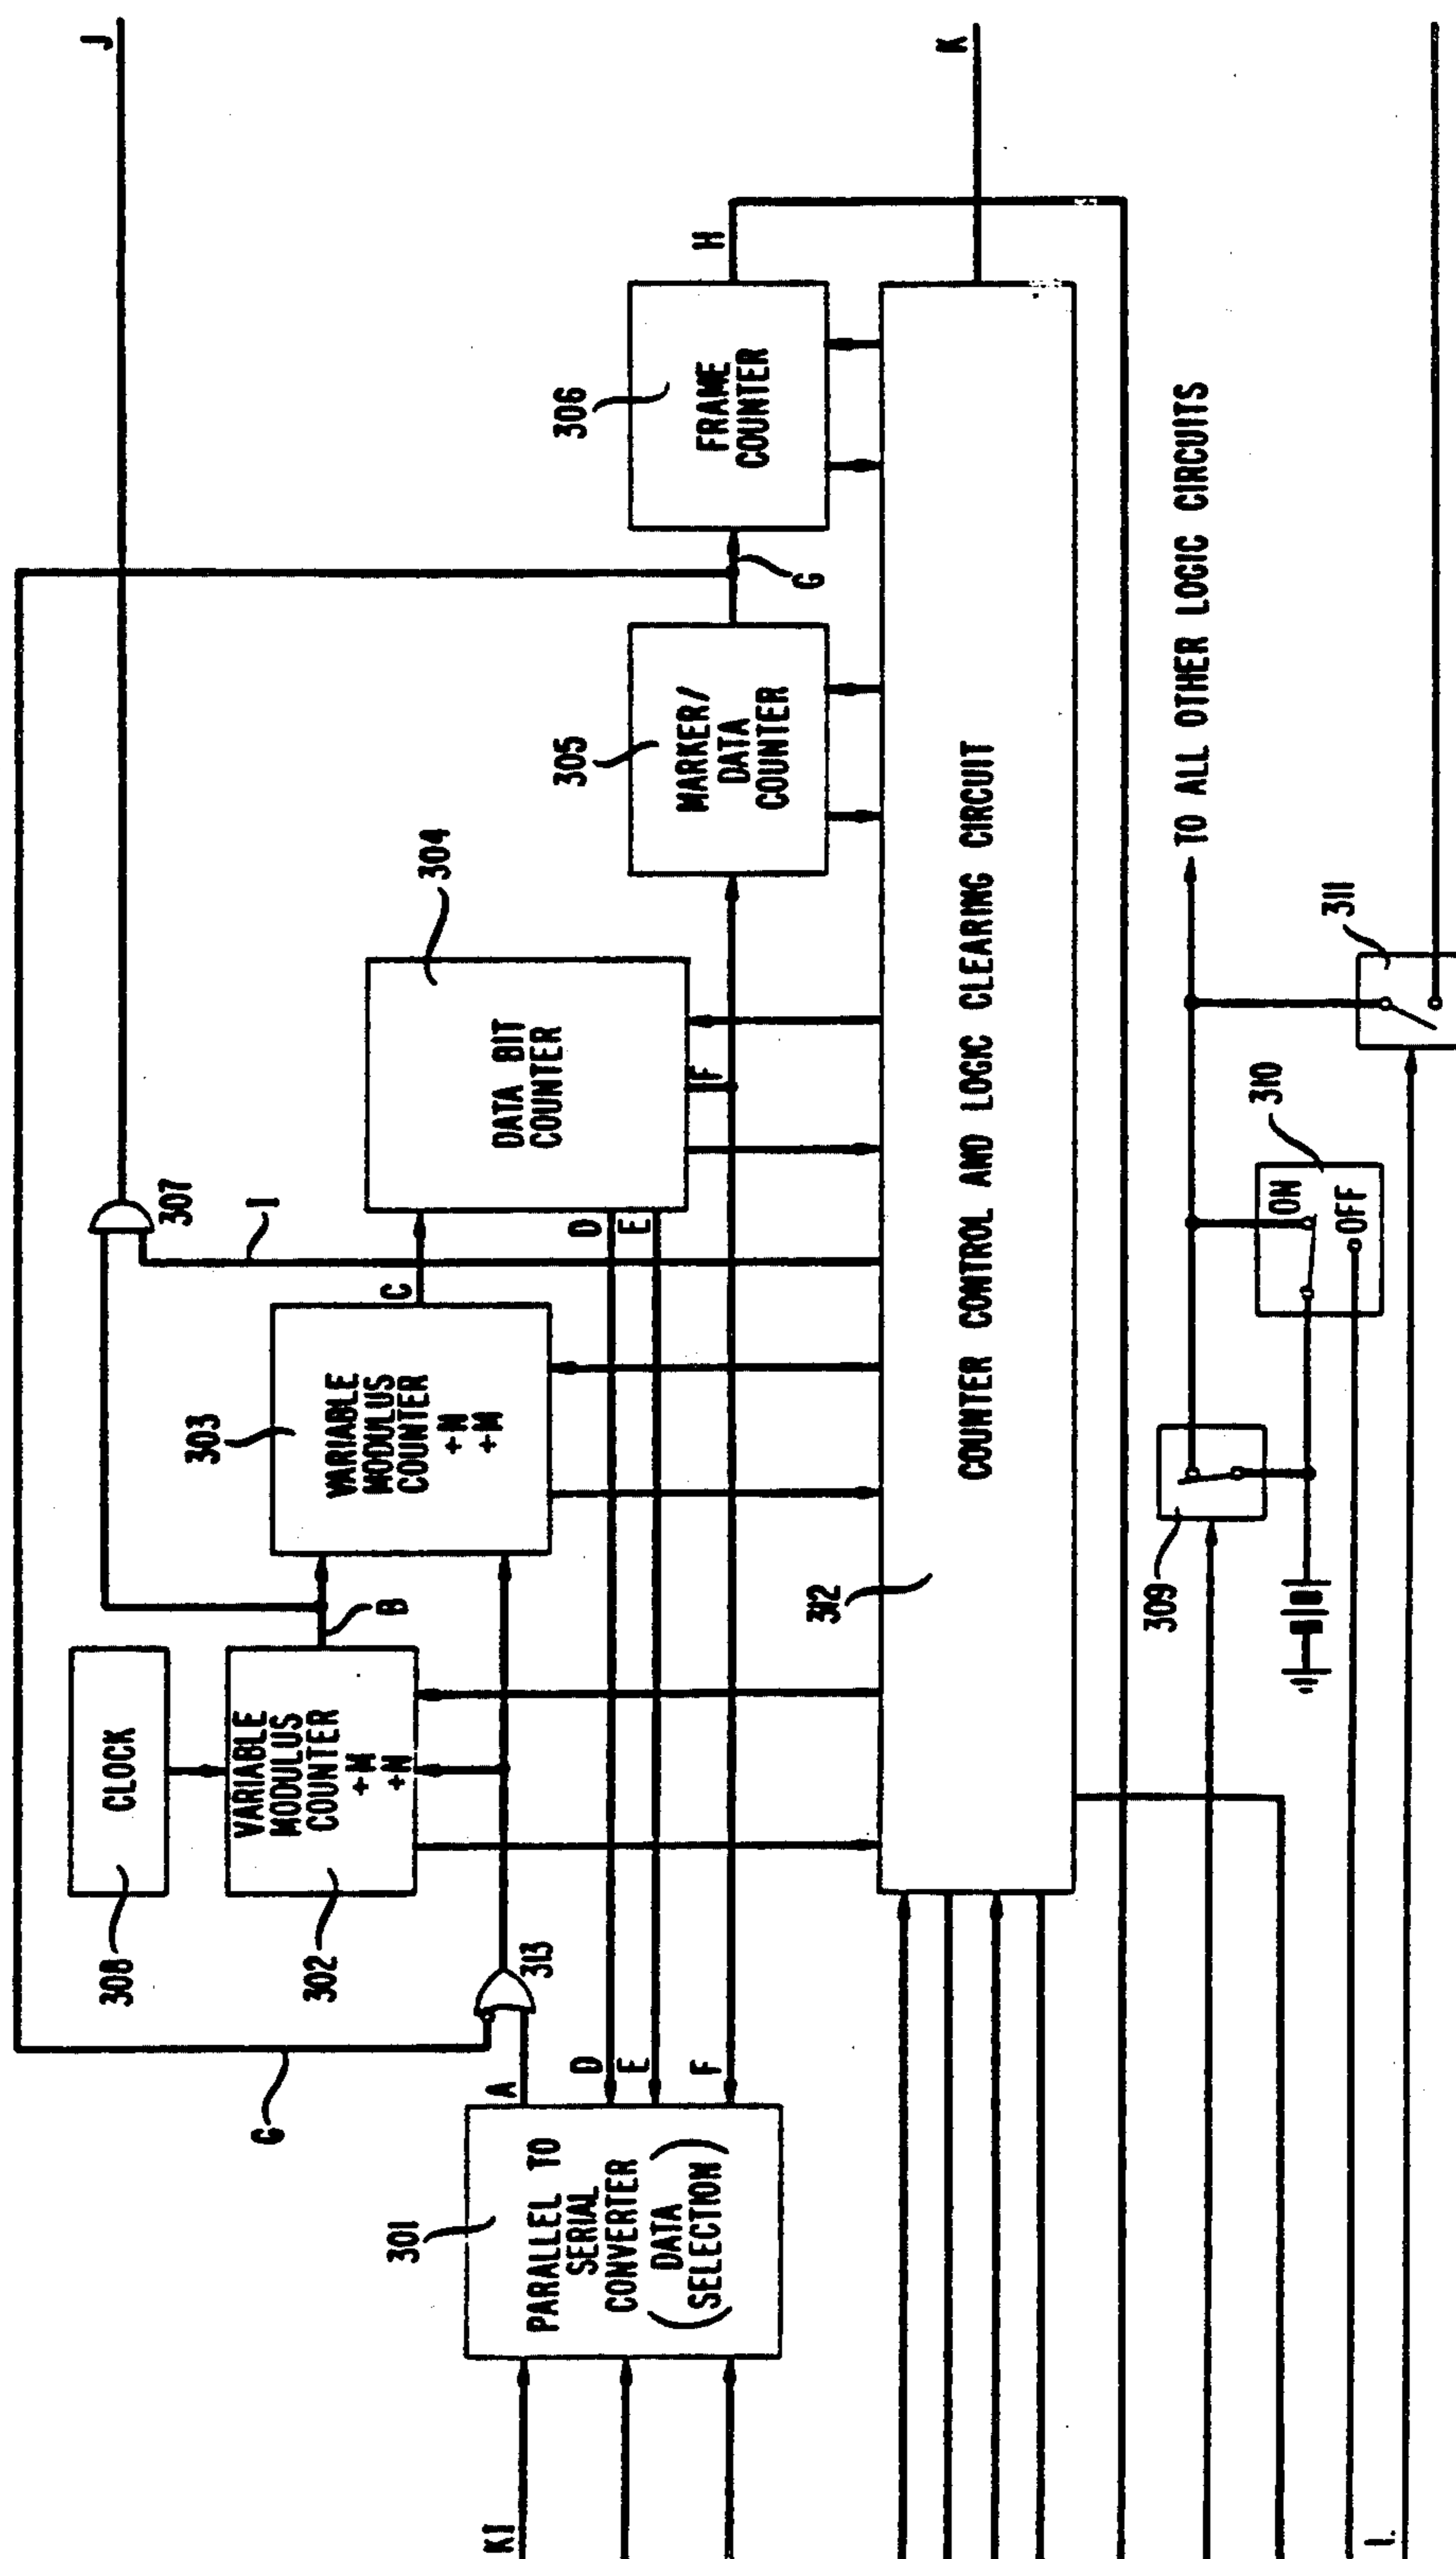 J
K
H
306
FRAME
COUNTER
G
305
MARKER/
DATA
COUNTER
304
DATA BIT
COUNTER
F
D
E
307
I
C
303
VARIABLE
MODULUS
COUNTER
÷N
÷M
B
308
CLOCK
302
VARIABLE
MODULUS
COUNTER
÷M
÷N
313
G
A
D
E
F
301
PARALLEL TO
SERIAL
CONVERTER
(DATA
SELECTION)
K1
312
COUNTER CONTROL AND LOGIC CLEARING CIRCUIT
TO ALL OTHER LOGIC CIRCUITS
309
310
ON
OFF
311